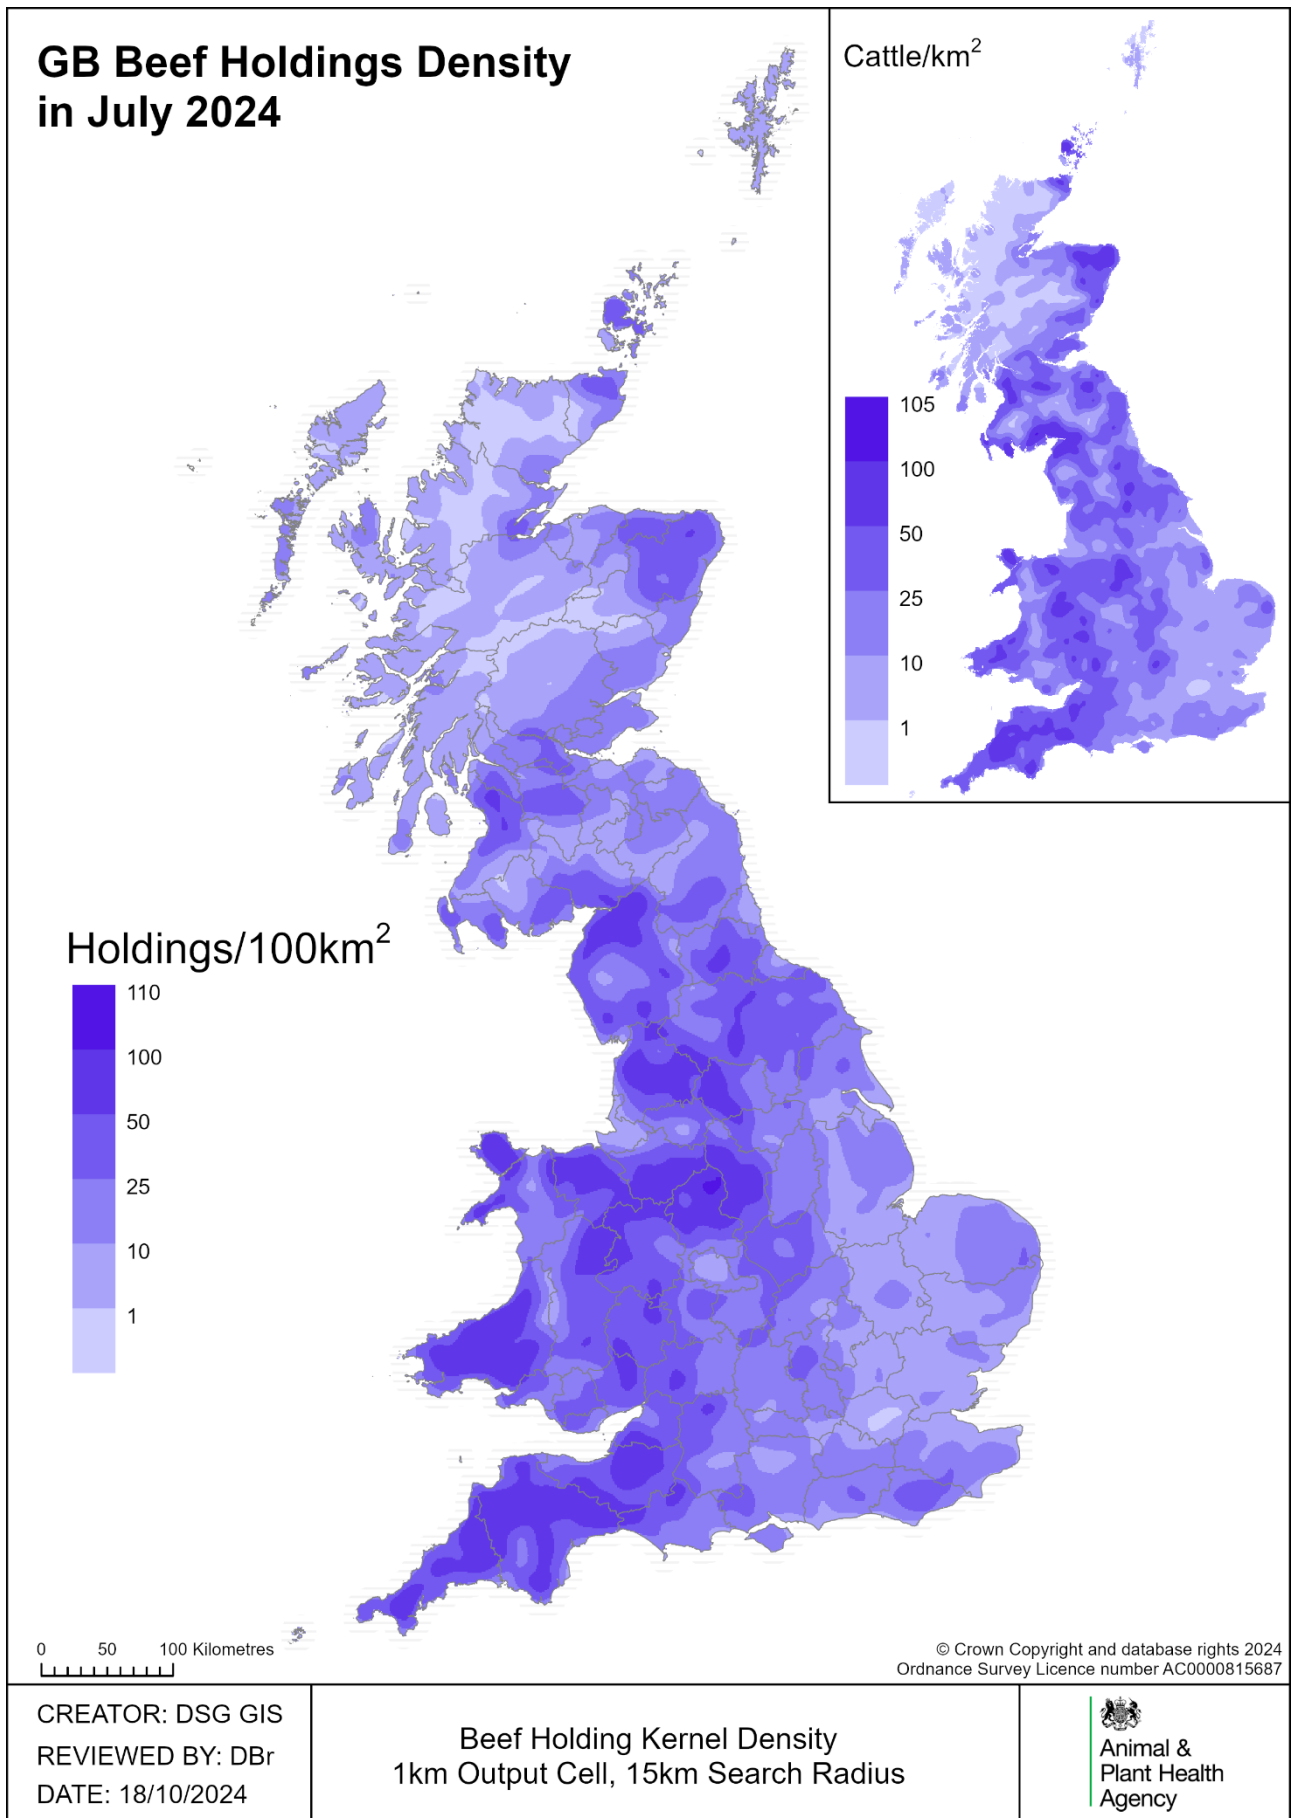 GB Beef Holdings Density
in July 2024
Cattle/km²
105
100
50
25
10
1
Holdings/100km²
110
100
50
25
10
1
0 50 100 Kilometres
© Crown Copyright and database rights 2024
Ordnance Survey Licence number AC0000815687
CREATOR: DSG GIS
REVIEWED BY: DBr
DATE: 18/10/2024
Beef Holding Kernel Density
1km Output Cell, 15km Search Radius
Animal &
Plant Health
Agency